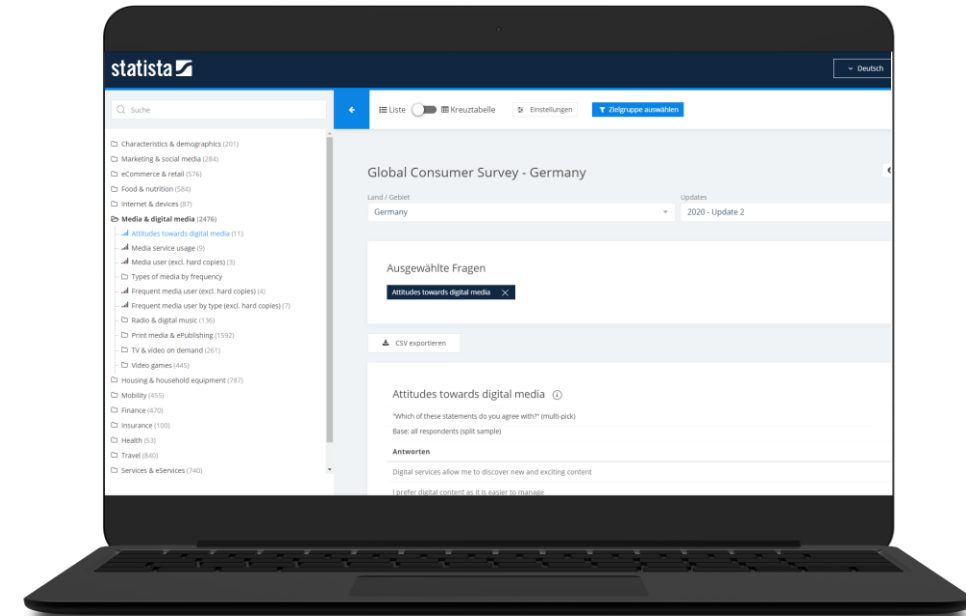 statista
Deutsch
Suche
Liste
Kreuztabelle
Einstellungen
Zielgruppe auswählen
Characteristics & demographics (201)
Marketing & social media (284)
eCommerce & retail (576)
Food & nutrition (584)
Internet & devices (87)
Media & digital media (2476)
Attitudes towards digital media (11)
Media service usage (9)
Media user (excl. hard copies) (3)
Types of media by frequency
Frequent media user (excl. hard copies) (4)
Frequent media user by type (excl. hard copies) (7)
Radio & digital music (136)
Print media & ePublishing (1592)
TV & video on demand (261)
Video games (445)
Housing & household equipment (787)
Mobility (455)
Finance (470)
Insurance (100)
Health (53)
Travel (840)
Services & eServices (740)
Global Consumer Survey - Germany
Land / Gebiet
Updates
Germany
2020 - Update 2
Ausgewählte Fragen
Attitudes towards digital media
CSV exportieren
Attitudes towards digital media
"Which of these statements do you agree with?" (multi-pick)
Base: all respondents (split sample)
Antworten
Digital services allow me to discover new and exciting content
I prefer digital content as it is easier to manage